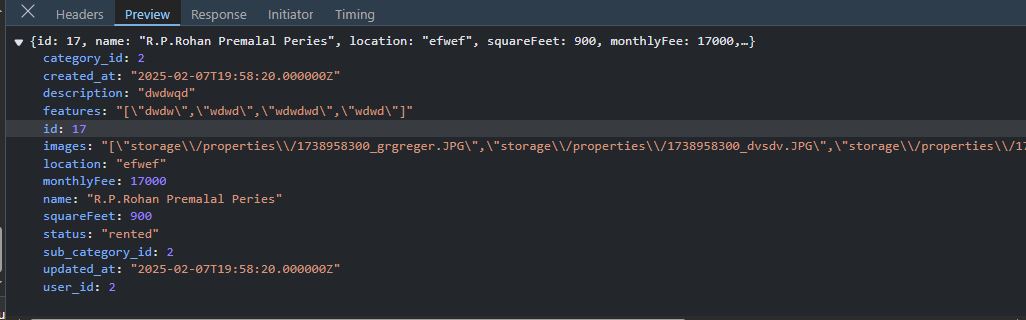 Headers Preview Response Initiator Timing
{id: 17, name: "R.P.Rohan Premalal Peries", location: "efwef", squareFeet: 900, monthlyFee: 17000,…}
category_id: 2
created_at: "2025-02-07T19:58:20.000000Z"
description: "dwdwqd"
features: "[\"dwdw\",\"wdwd\",\"wdwdwd\",\"wdwd\"]"
id: 17
images: "[\"storage\\/properties\\/1738958300_grgreger.JPG\",\"storage\\/properties\\/1738958300_dvsdv.JPG\",\"storage\\/properties\\/17
location: "efwef"
monthlyFee: 17000
name: "R.P.Rohan Premalal Peries"
squareFeet: 900
status: "rented"
sub_category_id: 2
updated_at: "2025-02-07T19:58:20.000000Z"
user_id: 2